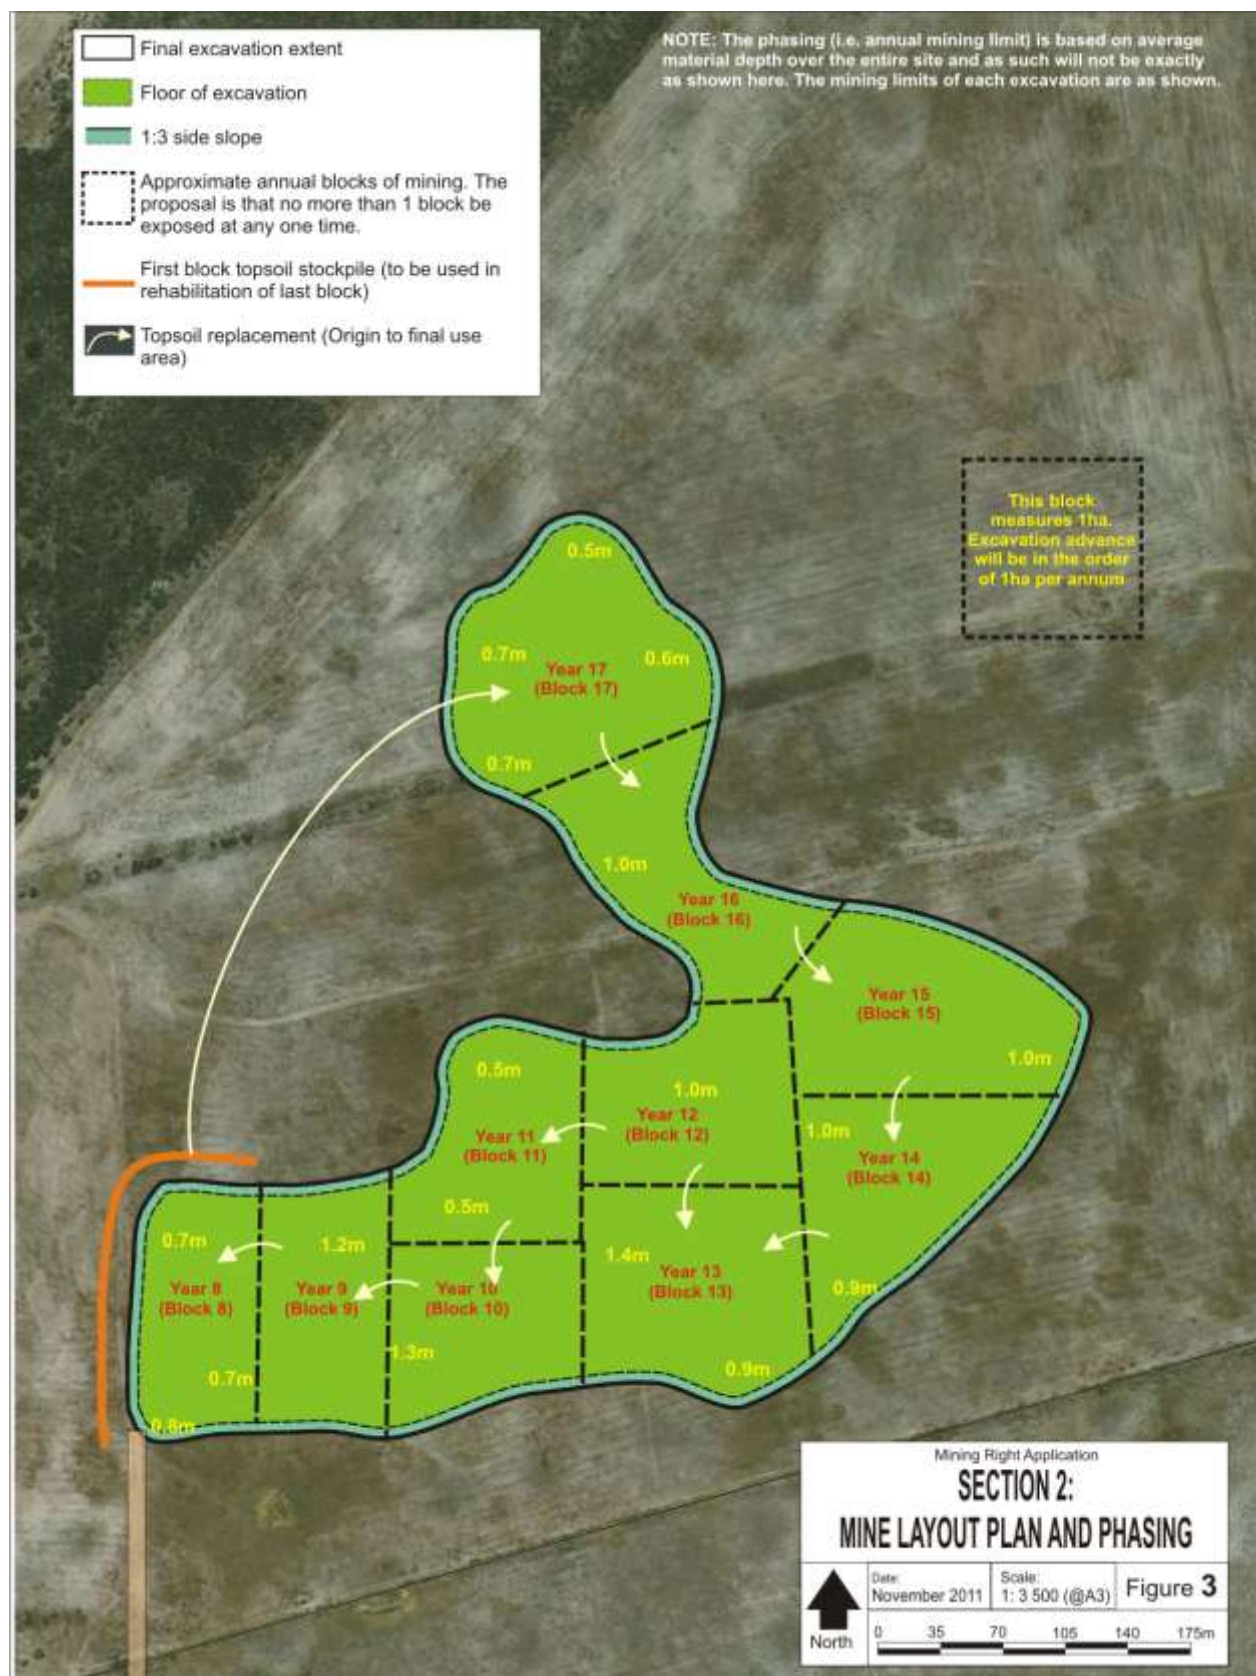 Final excavation extent
Floor of excavation
1:3 side slope
Approximate annual blocks of mining. The
proposal is that no more than 1 block be
exposed at any one time.
First block topsoil stockpile (to be used in
rehabilitation of last block)
Topsoil replacement (Origin to final use
area)
NOTE: The phasing (i.e. annual mining limit) is based on average
material depth over the entire site and as such will not be exactly
as shown here. The mining limits of each excavation are as shown.
This block
measures 1ha.
Excavation advance
will be in the order
of 1ha per annum
0.5m
0.7m
0.6m
Year 17
(Block 17)
0.7m
1.0m
Year 16
(Block 16)
Year 15
(Block 15)
1.0m
0.5m
1.0m
Year 12
(Block 12)
1.0m
Year 11
(Block 11)
Year 14
(Block 14)
0.5m
0.7m
1.2m
1.4m
Year 8
(Block 8)
Year 9
(Block 9)
Year 10
(Block 10)
Year 13
(Block 13)
0.9m
1.3m
0.7m
0.9m
Mining Right Application
SECTION 2:
MINE LAYOUT PLAN AND PHASING
North
Date:
November 2011
Scale:
1: 3 500 (@A3)
Figure 3
0 35 70 105 140 175m